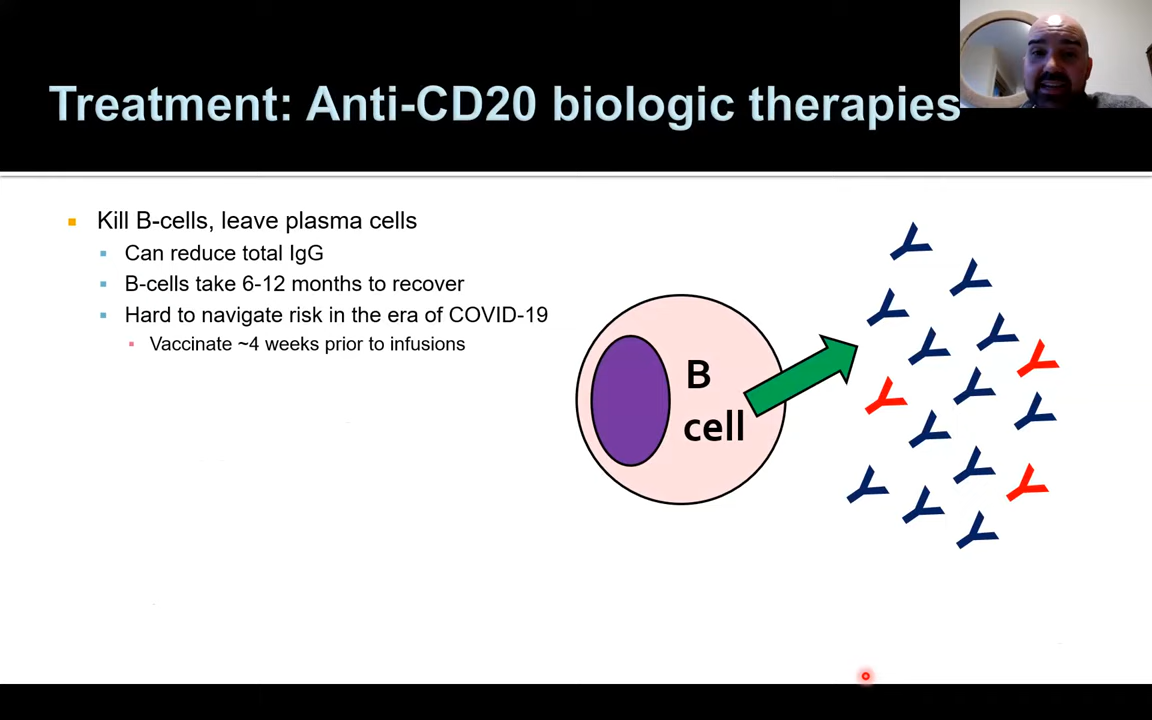 Treatment: Anti-CD20 biologic therapies
Kill B-cells, leave plasma cells
Can reduce total IgG
B-cells take 6-12 months to recover
Hard to navigate risk in the era of COVID-19
Vaccinate ~4 weeks prior to infusions
B
cell